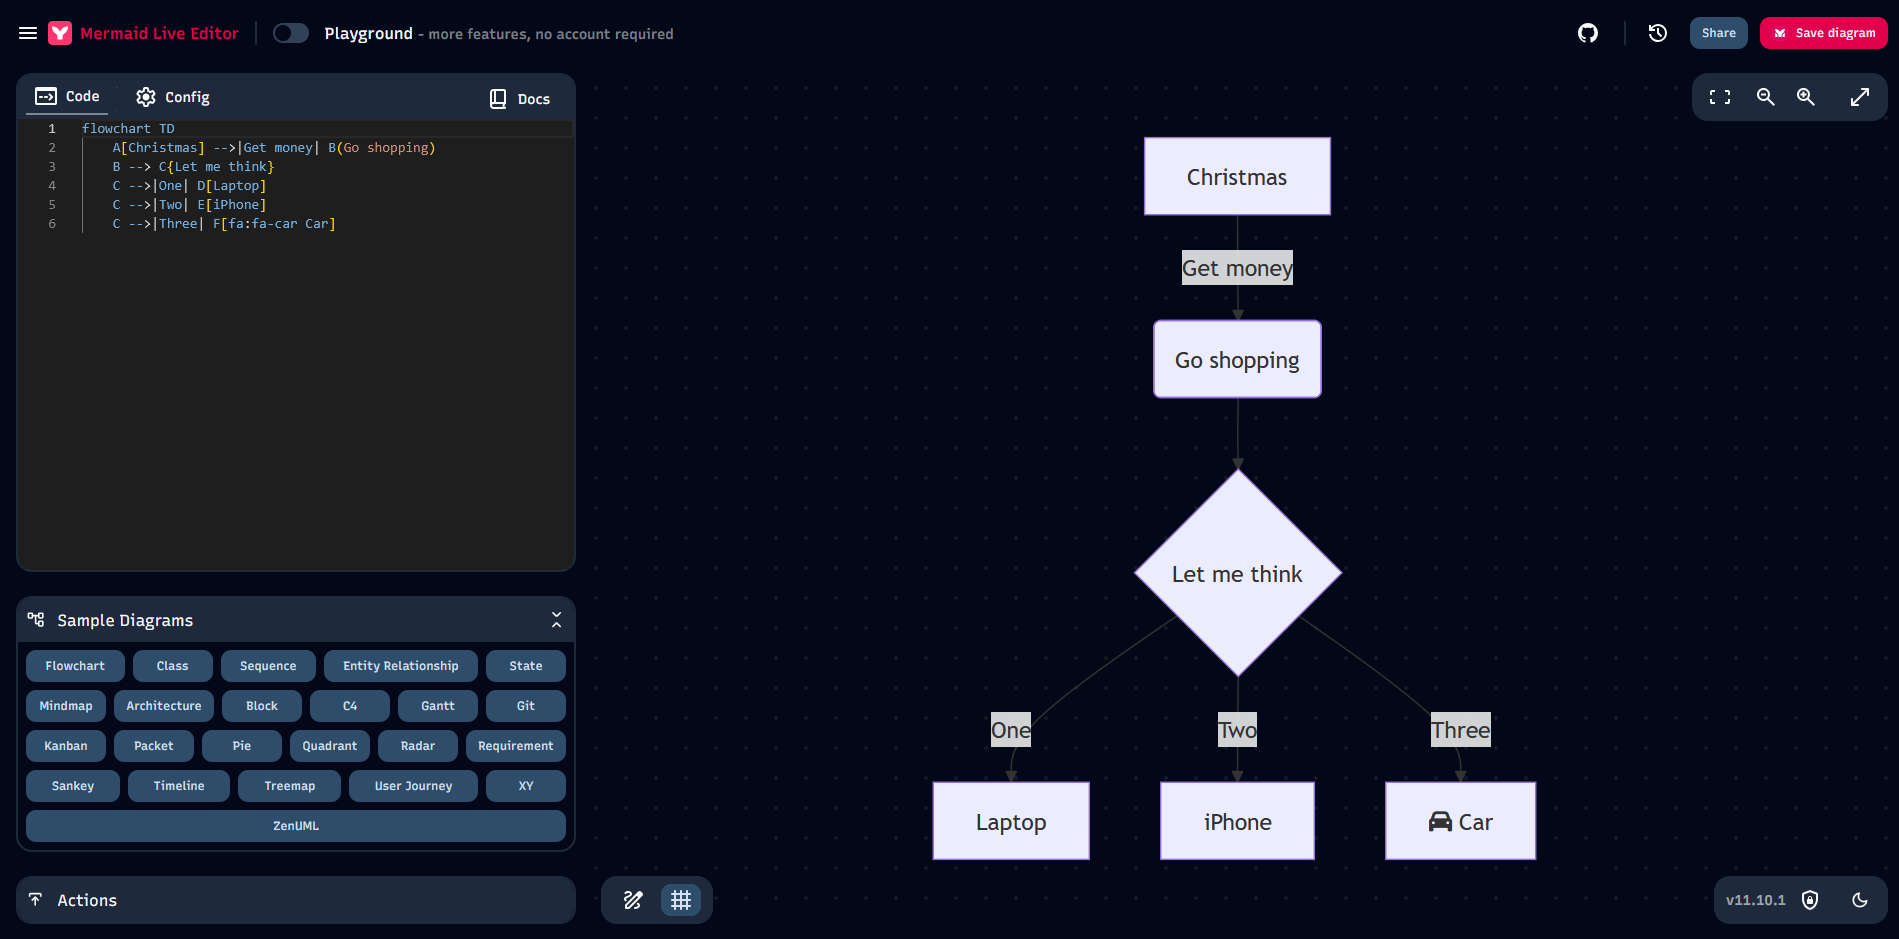 Mermaid Live Editor
Playground - more features, no account required
Share
Save diagram
Code
Config
Docs
1 flowchart TD
2 A[Christmas] -->|Get money| B(Go shopping)
3 B --> C{Let me think}
4 C -->|One| D[Laptop]
5 C -->|Two| E[iPhone]
6 C -->|Three| F[fa:fa-car Car]
Sample Diagrams
Flowchart Class Sequence Entity Relationship State
Mindmap Architecture Block C4 Gantt Git
Kanban Packet Pie Quadrant Radar Requirement
Sankey Timeline Treemap User Journey XY
ZenUML
Actions
Christmas
Get money
Go shopping
Let me think
One Two Three
Laptop iPhone Car
v11.10.1